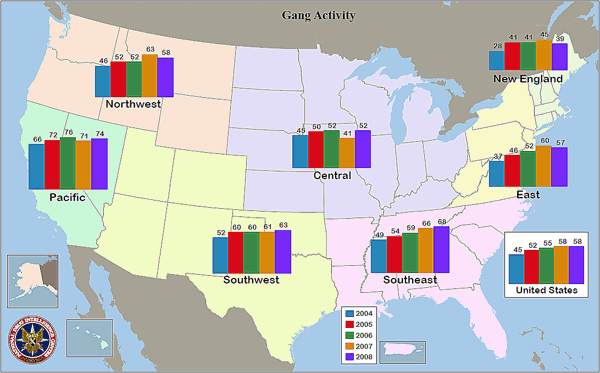 Gang Activity
28 41 41 45 39
New England
46 52 52 63 58
Northwest
45 50 52 41 52
Central
66 72 76 71 74
Pacific
37 46 52 60 57
East
52 60 60 61 63
Southwest
49 54 59 66 68
Southeast
45 52 55 58 58
United States
2004
2005
2006
2007
2008